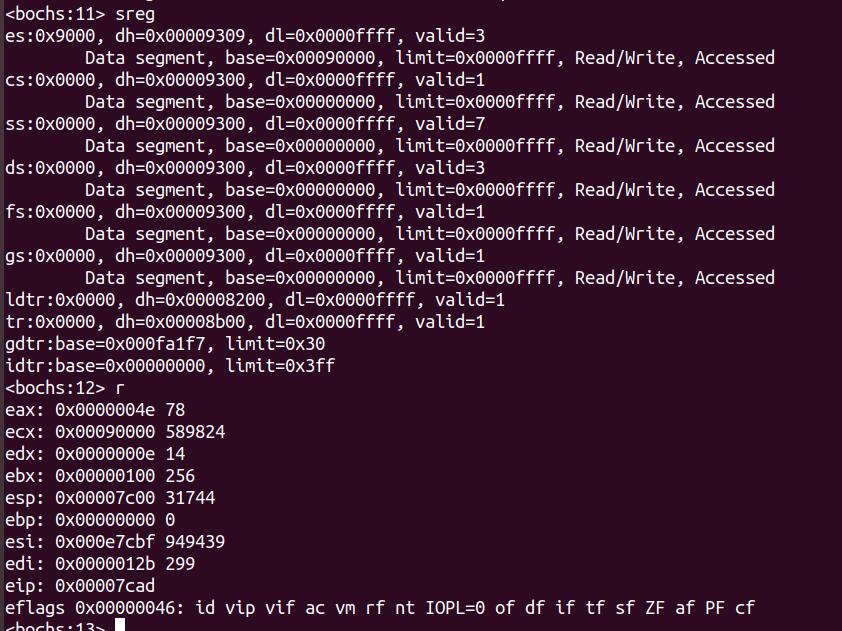 <bochs:11> sreg
es:0x9000, dh=0x00009309, dl=0x0000ffff, valid=3
Data segment, base=0x00090000, limit=0x0000ffff, Read/Write, Accessed
cs:0x0000, dh=0x00009300, dl=0x0000ffff, valid=1
Data segment, base=0x00000000, limit=0x0000ffff, Read/Write, Accessed
ss:0x0000, dh=0x00009300, dl=0x0000ffff, valid=7
Data segment, base=0x00000000, limit=0x0000ffff, Read/Write, Accessed
ds:0x0000, dh=0x00009300, dl=0x0000ffff, valid=3
Data segment, base=0x00000000, limit=0x0000ffff, Read/Write, Accessed
fs:0x0000, dh=0x00009300, dl=0x0000ffff, valid=1
Data segment, base=0x00000000, limit=0x0000ffff, Read/Write, Accessed
gs:0x0000, dh=0x00009300, dl=0x0000ffff, valid=1
Data segment, base=0x00000000, limit=0x0000ffff, Read/Write, Accessed
ldtr:0x0000, dh=0x00008200, dl=0x0000ffff, valid=1
tr:0x0000, dh=0x00008b00, dl=0x0000ffff, valid=1
gdtr:base=0x000fa1f7, limit=0x30
idtr:base=0x00000000, limit=0x3ff
<bochs:12> r
eax: 0x0000004e 78
ecx: 0x00090000 589824
edx: 0x0000000e 14
ebx: 0x00000100 256
esp: 0x00007c00 31744
ebp: 0x00000000 0
esi: 0x000e7cbf 949439
edi: 0x0000012b 299
eip: 0x00007cad
eflags 0x00000046: id vip vif ac vm rf nt IOPL=0 of df if tf sf ZF af PF cf
<bochs:13>